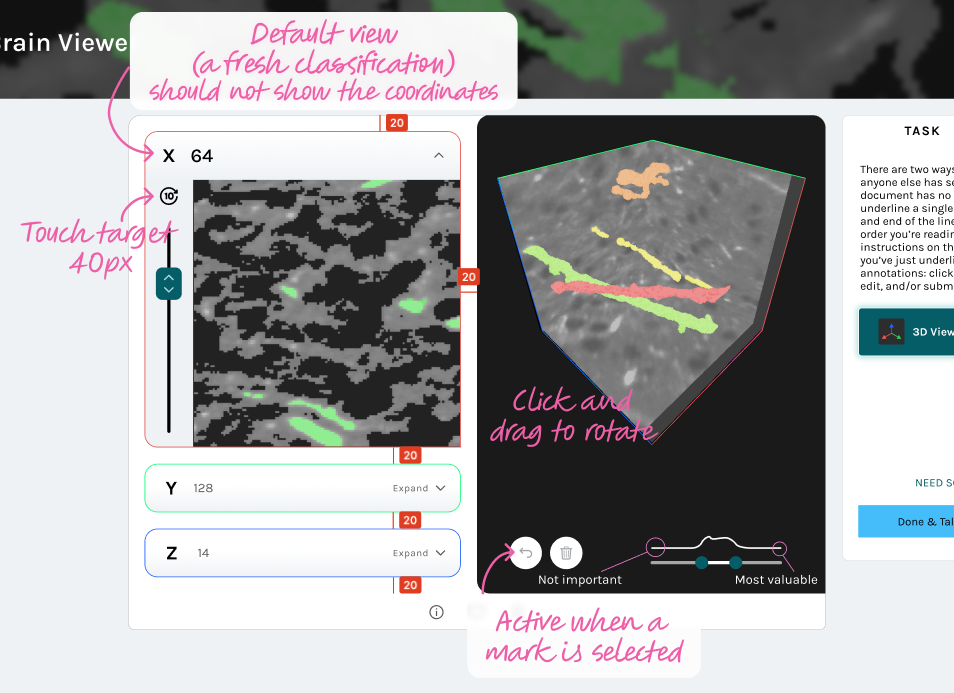 Brain Viewe
Default view
(a fresh classification)
should not show the coordinates
20
X 64
10
Touch target
40px
20
20
Y 128 Expand
20
Z 14 Expand
20
Click and
drag to rotate
Not important
Most valuable
Active when a
mark is selected
TASK
There are two ways
anyone else has se
document has no
underline a single
and end of the line
order you're readin
instructions on th
you've just underli
annotations: click
edit, and/or subm
3D View
NEED SO
Done & Tal